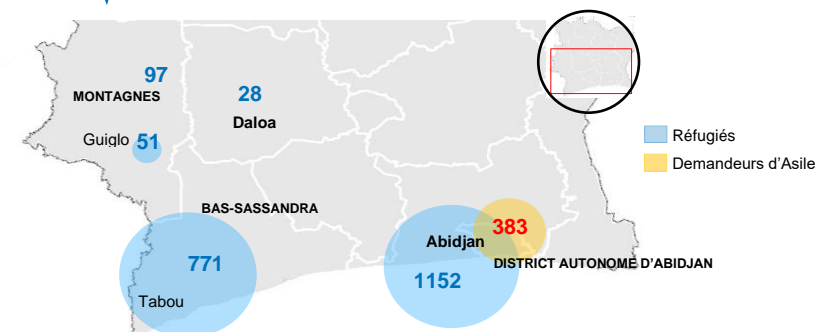 97
MONTAGNES
28
Daloa
Guiglo 51
Réfugiés
Demandeurs d'Asile
BAS-SASSANDRA
383
Abidjan
771
DISTRICT AUTONOME D'ABIDJAN
1152
Tabou